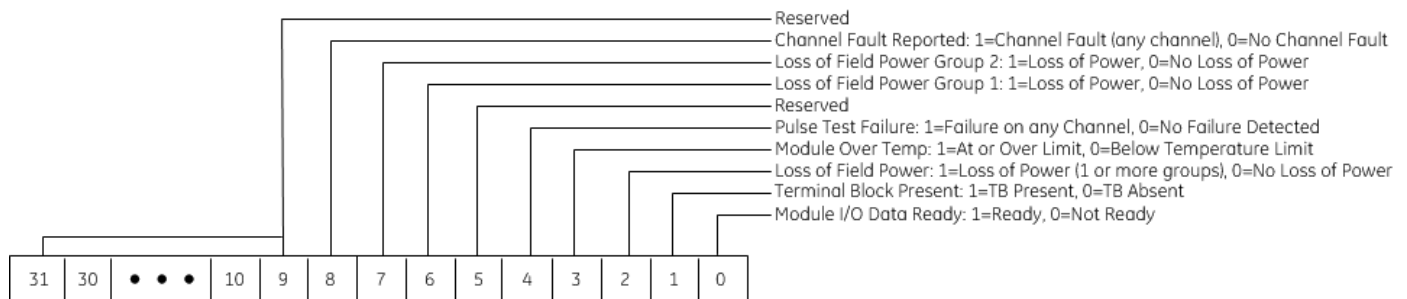 Reserved
Channel Fault Reported: 1=Channel Fault (any channel), 0=No Channel Fault
Loss of Field Power Group 2: 1=Loss of Power, 0=No Loss of Power
Loss of Field Power Group 1: 1=Loss of Power, 0=No Loss of Power
Reserved
Pulse Test Failure: 1=Failure on any Channel, 0=No Failure Detected
Module Over Temp: 1=At or Over Limit, 0=Below Temperature Limit
Loss of Field Power: 1=Loss of Power (1 or more groups), 0=No Loss of Power
Terminal Block Present: 1=TB Present, 0=TB Absent
Module I/O Data Ready: 1=Ready, 0=Not Ready
31 30 • • • 10 9 8 7 6 5 4 3 2 1 0